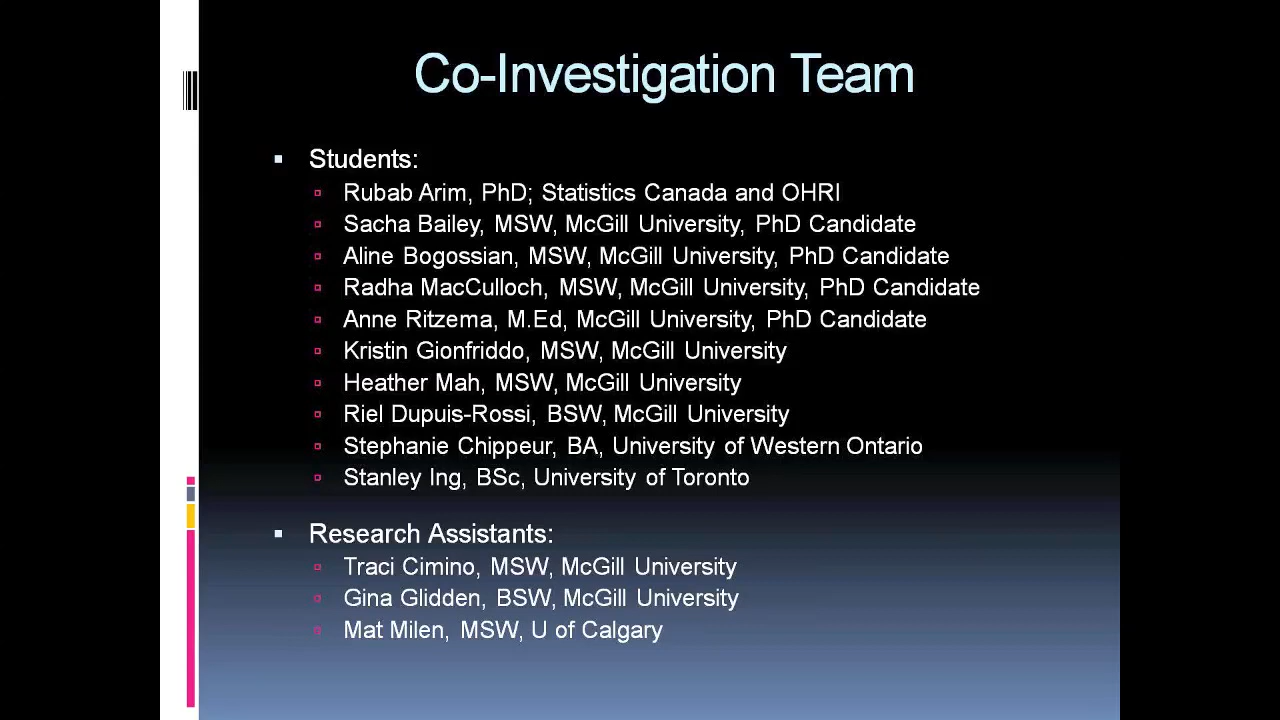 Co-Investigation Team
Students:
Rubab Arim, PhD; Statistics Canada and OHRI
Sacha Bailey, MSW, McGill University, PhD Candidate
Aline Bogossian, MSW, McGill University, PhD Candidate
Radha MacCulloch, MSW, McGill University, PhD Candidate
Anne Ritzema, M.Ed, McGill University, PhD Candidate
Kristin Gionfriddo, MSW, McGill University
Heather Mah, MSW, McGill University
Riel Dupuis-Rossi, BSW, McGill University
Stephanie Chippeur, BA, University of Western Ontario
Stanley Ing, BSc, University of Toronto
Research Assistants:
Traci Cimino, MSW, McGill University
Gina Glidden, BSW, McGill University
Mat Milen, MSW, U of Calgary